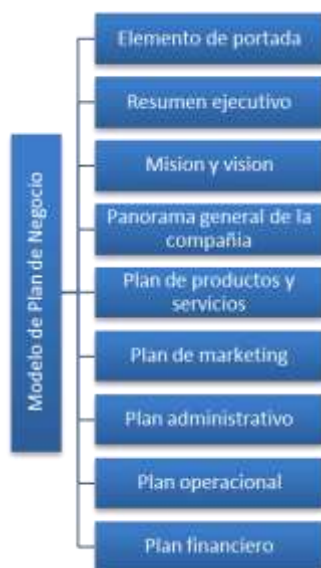 Modelo de Plan de Negocio
Elemento de portada
Resumen ejecutivo
Mision y vision
Panorama general de la
compañia
Plan de productos y
servicios
Plan de marketing
Plan administrativo
Plan operacional
Plan financiero